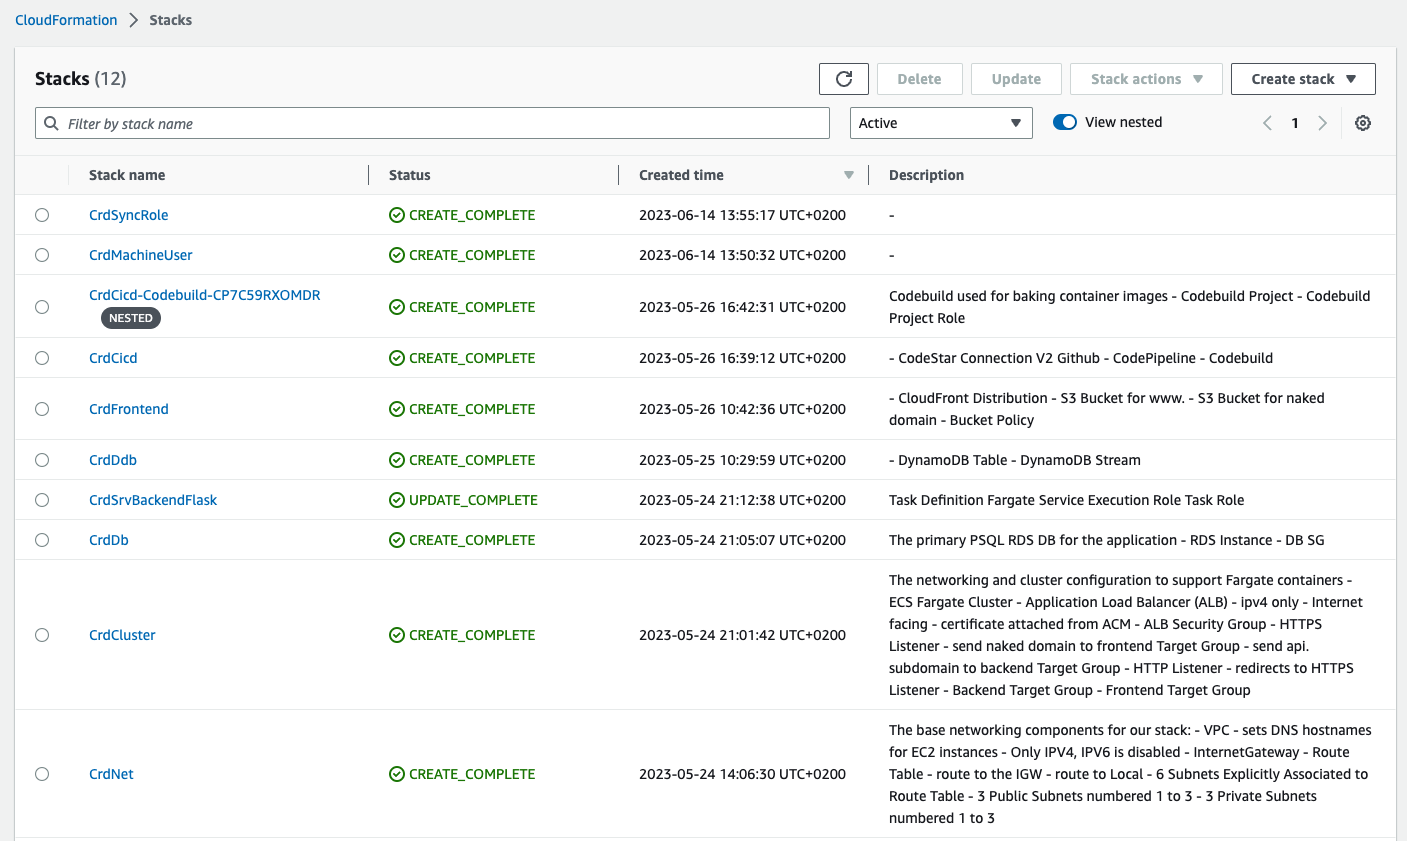 CloudFormation > Stacks
Stacks (12)
Delete
Update
Stack actions
Create stack
Filter by stack name
Active
View nested
1
Stack name
Status
Created time
Description
CrdSyncRole
CREATE_COMPLETE
2023-06-14 13:55:17 UTC+0200
-
CrdMachineUser
CREATE_COMPLETE
2023-06-14 13:50:32 UTC+0200
-
CrdCicd-Codebuild-CP7C59RXOMDR
NESTED
CREATE_COMPLETE
2023-05-26 16:42:31 UTC+0200
Codebuild used for baking container images - Codebuild Project - Codebuild
Project Role
CrdCicd
CREATE_COMPLETE
2023-05-26 16:39:12 UTC+0200
- CodeStar Connection V2 Github - CodePipeline - Codebuild
CrdFrontend
CREATE_COMPLETE
2023-05-26 10:42:36 UTC+0200
- CloudFront Distribution - S3 Bucket for www. - S3 Bucket for naked
domain - Bucket Policy
CrdDdb
CREATE_COMPLETE
2023-05-25 10:29:59 UTC+0200
- DynamoDB Table - DynamoDB Stream
CrdSrvBackendFlask
UPDATE_COMPLETE
2023-05-24 21:12:38 UTC+0200
Task Definition Fargate Service Execution Role Task Role
CrdDb
CREATE_COMPLETE
2023-05-24 21:05:07 UTC+0200
The primary PSQL RDS DB for the application - RDS Instance - DB SG
CrdCluster
CREATE_COMPLETE
2023-05-24 21:01:42 UTC+0200
The networking and cluster configuration to support Fargate containers -
ECS Fargate Cluster - Application Load Balancer (ALB) - ipv4 only - Internet
facing - certificate attached from ACM - ALB Security Group - HTTPS
Listener - send naked domain to frontend Target Group - send api.
subdomain to backend Target Group - HTTP Listener - redirects to HTTPS
Listener - Backend Target Group - Frontend Target Group
CrdNet
CREATE_COMPLETE
2023-05-24 14:06:30 UTC+0200
The base networking components for our stack: - VPC - sets DNS hostnames
for EC2 instances - Only IPV4, IPV6 is disabled - InternetGateway - Route
Table - route to the IGW - route to Local - 6 Subnets Explicitly Associated to
Route Table - 3 Public Subnets numbered 1 to 3 - 3 Private Subnets
numbered 1 to 3